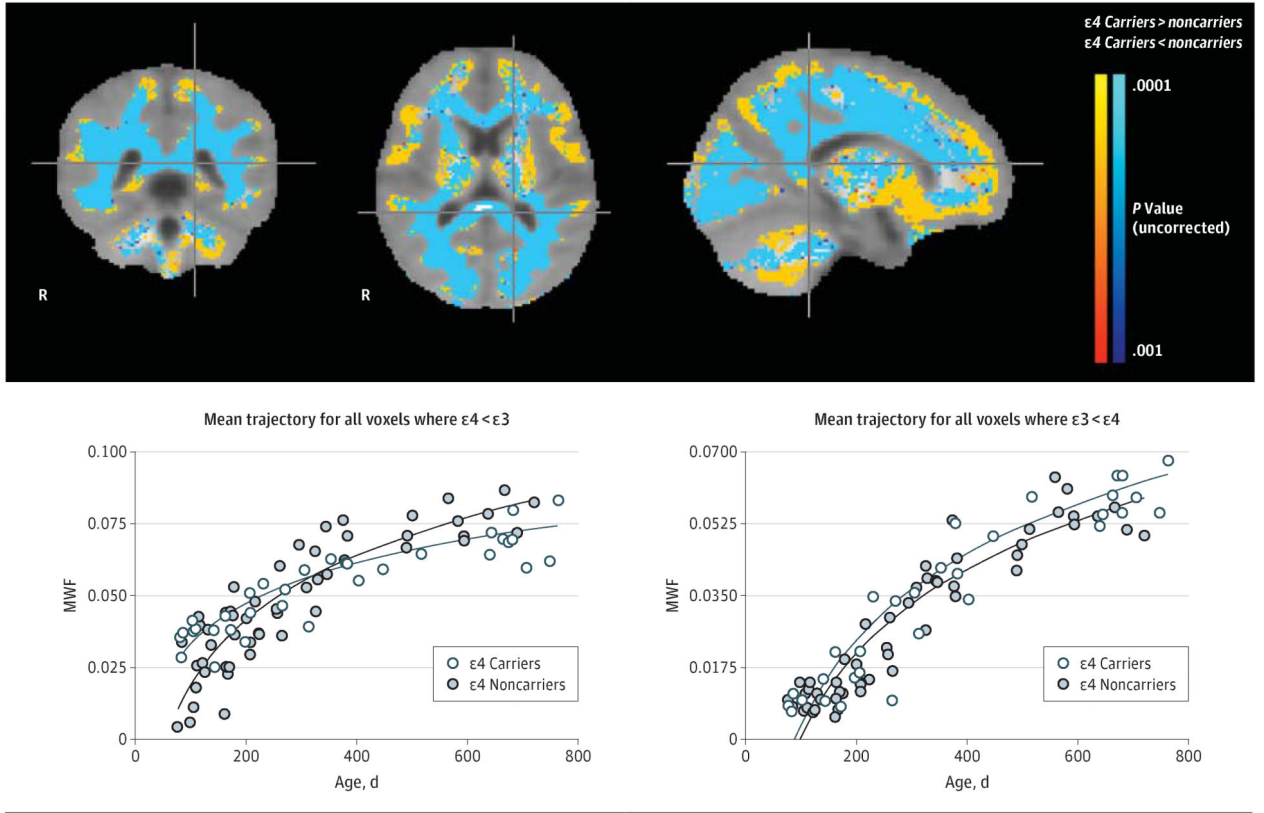 ε4 Carriers > noncarriers
ε4 Carriers < noncarriers
.0001
P Value
(uncorrected)
.001
R
R
Mean trajectory for all voxels where ε4 < ε3
0.100
0.075
0.050
0.025
0
MWF
ε4 Carriers
ε4 Noncarriers
0
200
400
600
800
Age, d
Mean trajectory for all voxels where ε3 < ε4
0.0700
0.0525
0.0350
0.0175
0
MWF
ε4 Carriers
ε4 Noncarriers
0
200
400
600
800
Age, d